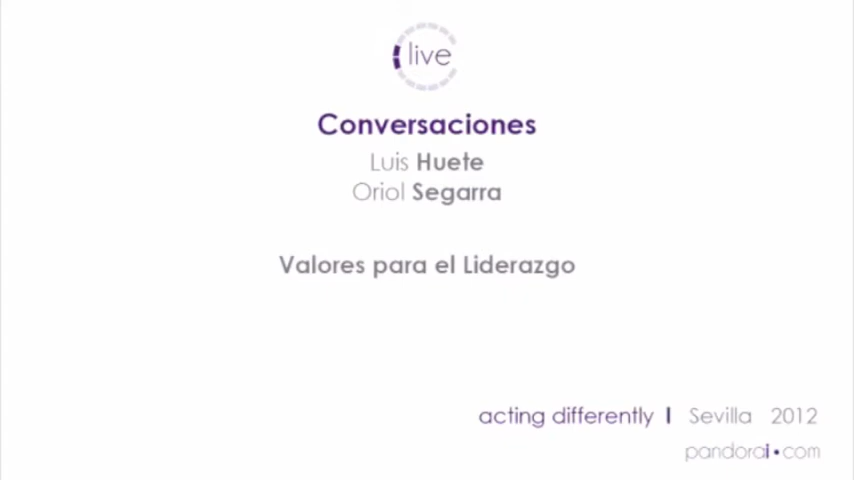 live
Conversaciones
Luis Huete
Oriol Segarra
Valores para el Liderazgo
acting differently | Sevilla 2012
pandorai•com